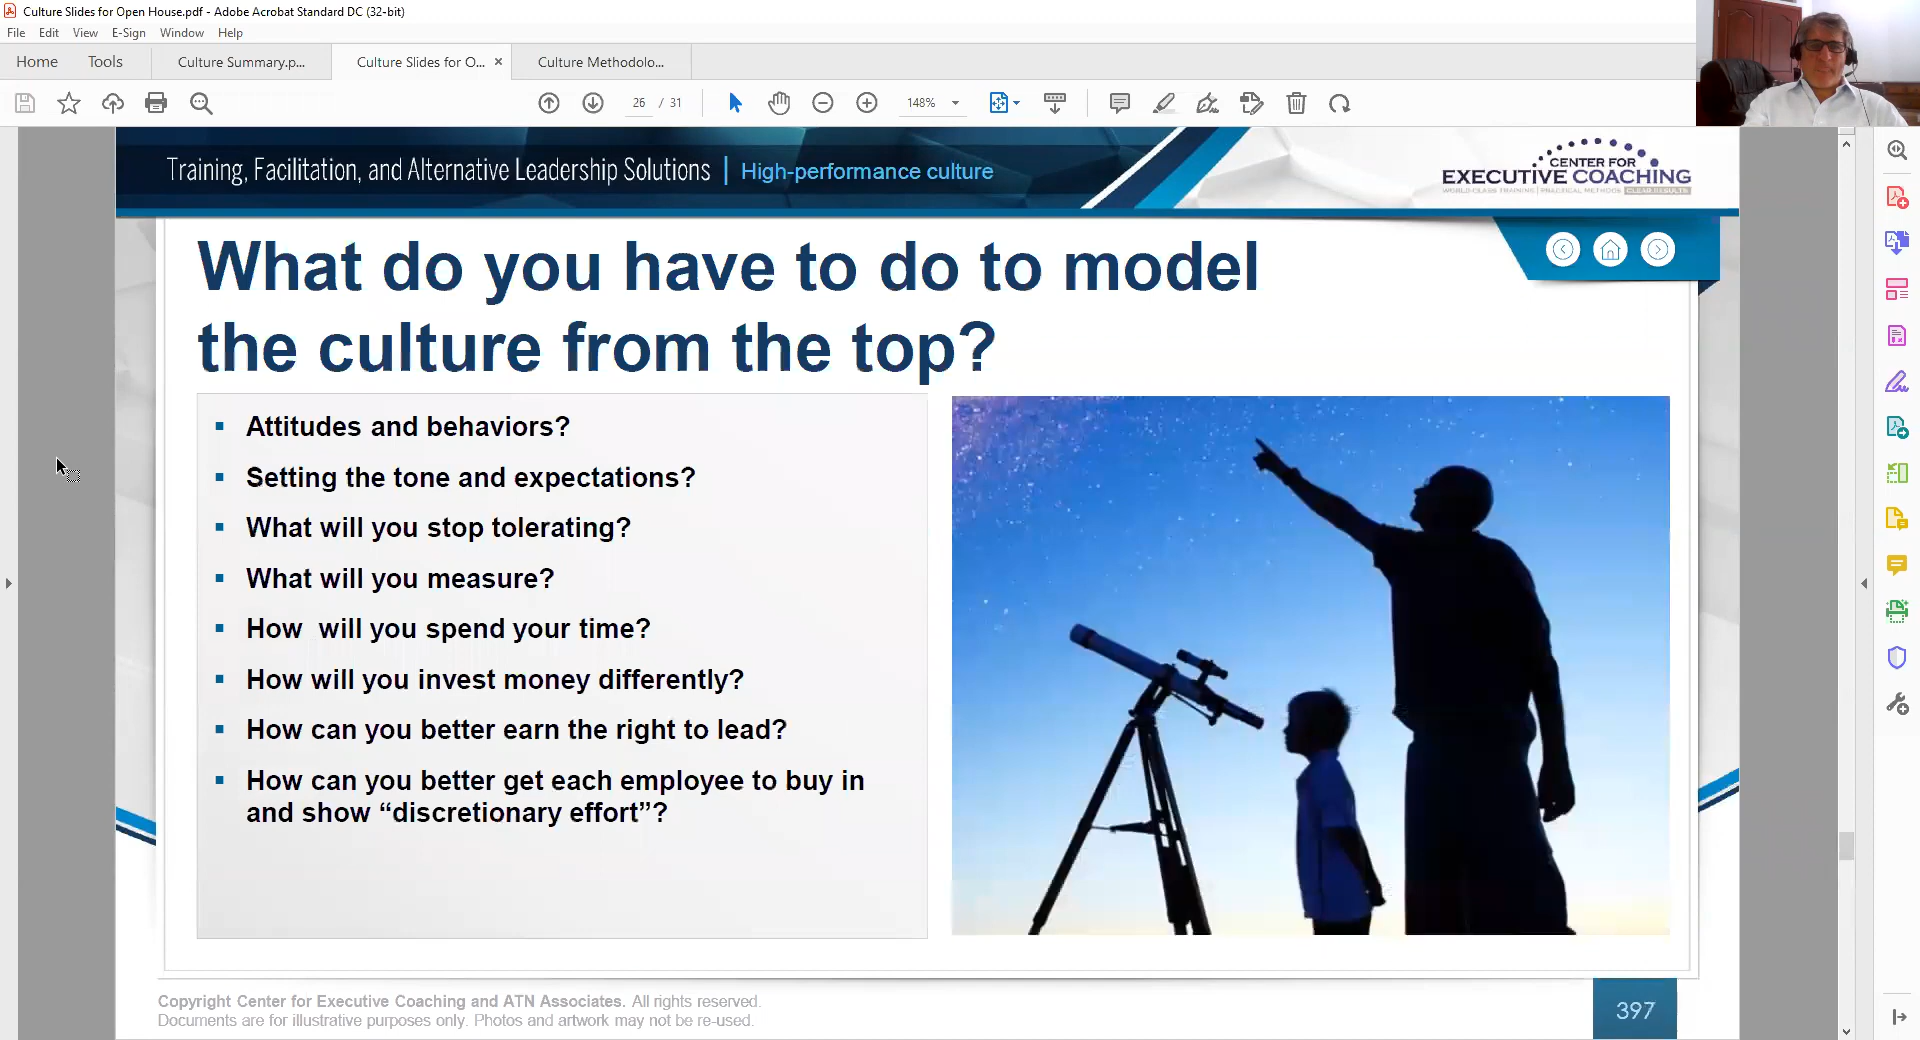 Culture Slides for Open House.pdf - Adobe Acrobat Standard DC (32-bit)
File Edit View E-Sign Window Help
Home Tools Culture Summary.p... Culture Slides for O... × Culture Methodolo...
26 / 31 148%
Training, Facilitation, and Alternative Leadership Solutions | High-performance culture
CENTER FOR
EXECUTIVE COACHING
WORLD-CLASS TRAINING | PRACTICAL METHODS | CLEAR RESULTS
What do you have to do to model
the culture from the top?
▪ Attitudes and behaviors?
▪ Setting the tone and expectations?
▪ What will you stop tolerating?
▪ What will you measure?
▪ How  will you spend your time?
▪ How will you invest money differently?
▪ How can you better earn the right to lead?
▪ How can you better get each employee to buy in
and show “discretionary effort”?
Copyright Center for Executive Coaching and ATN Associates. All rights reserved.
Documents are for illustrative purposes only. Photos and artwork may not be re-used.
397